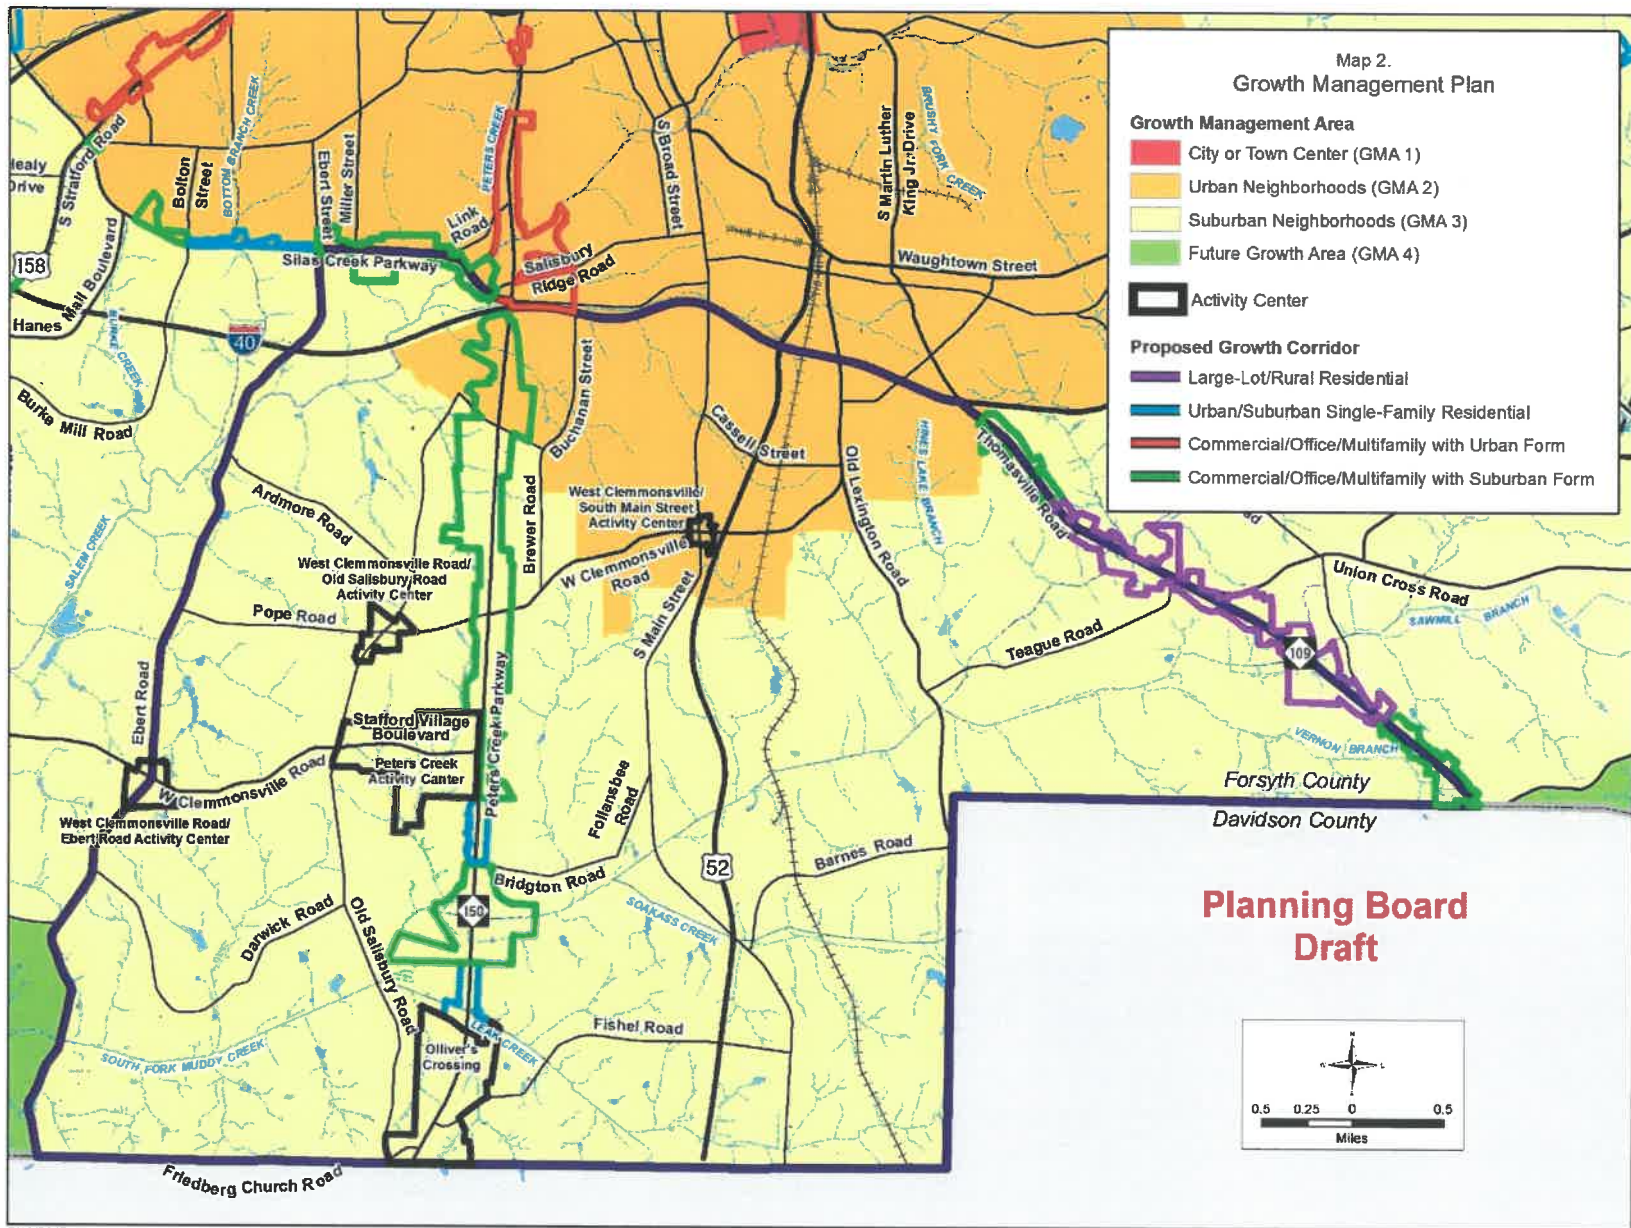 Map 2.
Growth Management Plan
Growth Management Area
City or Town Center (GMA 1)
Urban Neighborhoods (GMA 2)
Suburban Neighborhoods (GMA 3)
Future Growth Area (GMA 4)
Activity Center
Proposed Growth Corridor
Large-Lot/Rural Residential
Urban/Suburban Single-Family Residential
Commercial/Office/Multifamily with Urban Form
Commercial/Office/Multifamily with Suburban Form
S Stratford Road
Drive
158
Hanes Mall Boulevard
Bolton
Street
BOTTOM BRANCH CREEK
Ebert Street
Miller Street
PETERS CREEK
Link
Road
S Broad Street
S Martin Luther
King Jr. Drive
BRUSHY FORK
CREEK
Silas Creek Parkway
Salisbury
Ridge Road
Waughtown Street
40
BURKE CREEK
Burke Mill Road
Buchanan Street
Cassell Street
Thomasville Road
HINES LAKE BRANCH
Old Lexington Road
Ardmore Road
SALEM CREEK
Brewer Road
West Clemmonsville/
South Main Street
Activity Center
W Clemmonsville
Road
West Clemmonsville Road/
Old Salisbury Road
Activity Center
Pope Road
S Main Street
Union Cross Road
SAWMILL BRANCH
Teague Road
109
Ebert Road
Peters Creek Parkway
Stafford Village
Boulevard
Peters Creek
Activity Center
W Clemmonsville Road
West Clemmonsville Road/
Ebert Road Activity Center
VERNON BRANCH
Forsyth County
Davidson County
Follansbee
Road
52
Barnes Road
Bridgton Road
150
SOAKASS CREEK
Darwick Road
Old Salisbury Road
Planning Board
Draft
Fishel Road
LEAK CREEK
Olliver's
Crossing
SOUTH FORK MUDDY CREEK
Friedberg Church Road
N
0.5 0.25 0 0.5
Miles